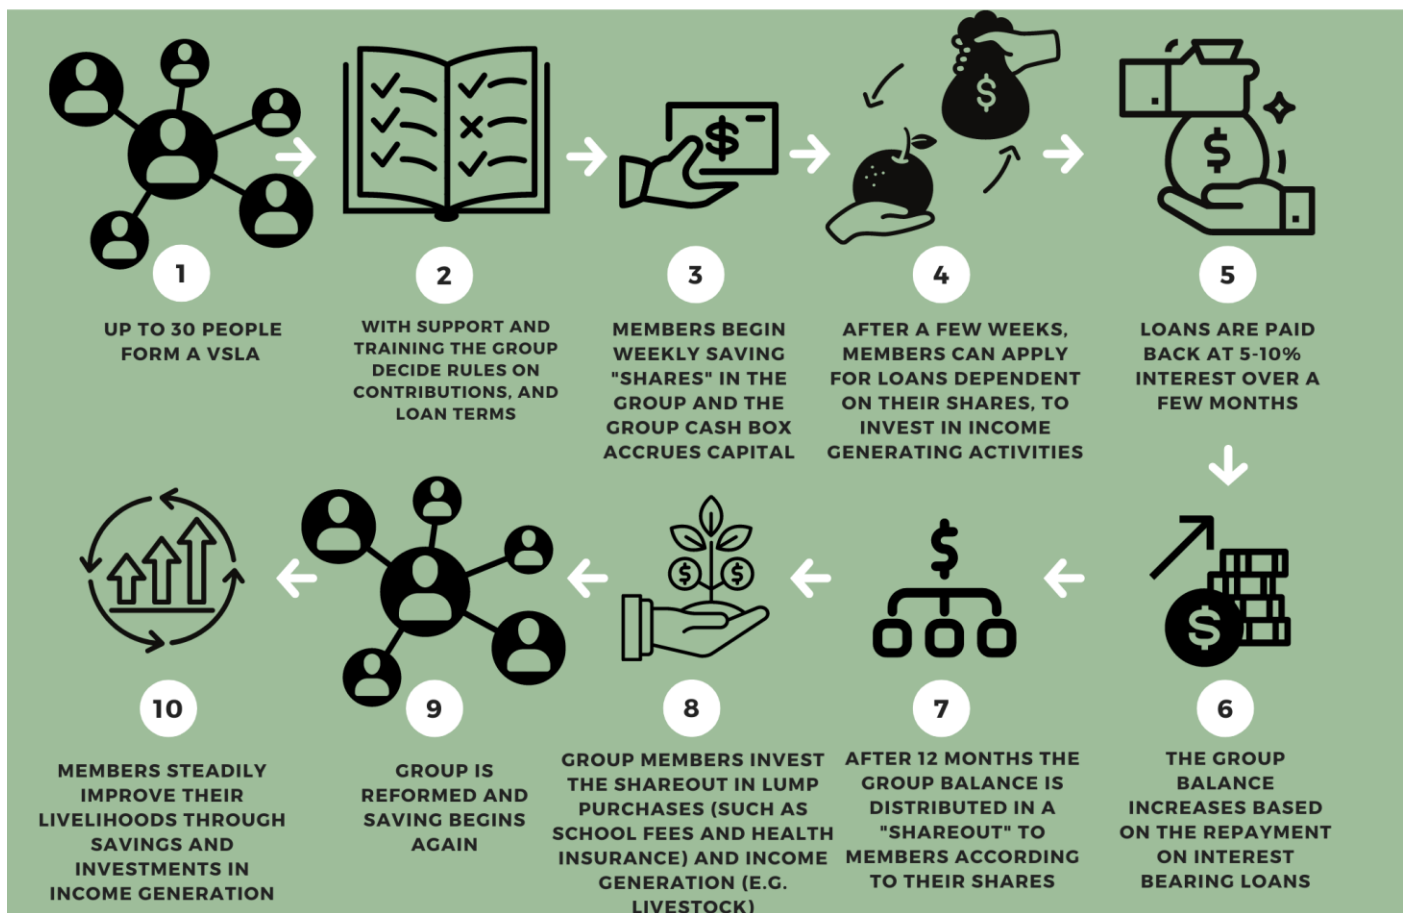 1
UP TO 30 PEOPLE
FORM A VSLA
2
WITH SUPPORT AND
TRAINING THE GROUP
DECIDE RULES ON
CONTRIBUTIONS, AND
LOAN TERMS
$
3
MEMBERS BEGIN
WEEKLY SAVING
"SHARES" IN THE
GROUP AND THE
GROUP CASH BOX
ACCRUES CAPITAL
$
4
AFTER A FEW WEEKS,
MEMBERS CAN APPLY
FOR LOANS DEPENDENT
ON THEIR SHARES, TO
INVEST IN INCOME
GENERATING ACTIVITIES
$
5
LOANS ARE PAID
BACK AT 5-10%
INTEREST OVER A
FEW MONTHS
$
6
THE GROUP
BALANCE
INCREASES BASED
ON THE REPAYMENT
ON INTEREST
BEARING LOANS
$
7
AFTER 12 MONTHS THE
GROUP BALANCE IS
DISTRIBUTED IN A
"SHAREOUT" TO
MEMBERS ACCORDING
TO THEIR SHARES
$ $
8
GROUP MEMBERS INVEST
THE SHAREOUT IN LUMP
PURCHASES (SUCH AS
SCHOOL FEES AND HEALTH
INSURANCE) AND INCOME
GENERATION (E.G.
LIVESTOCK)
9
GROUP IS
REFORMED AND
SAVING BEGINS
AGAIN
10
MEMBERS STEADILY
IMPROVE THEIR
LIVELIHOODS THROUGH
SAVINGS AND
INVESTMENTS IN
INCOME GENERATION